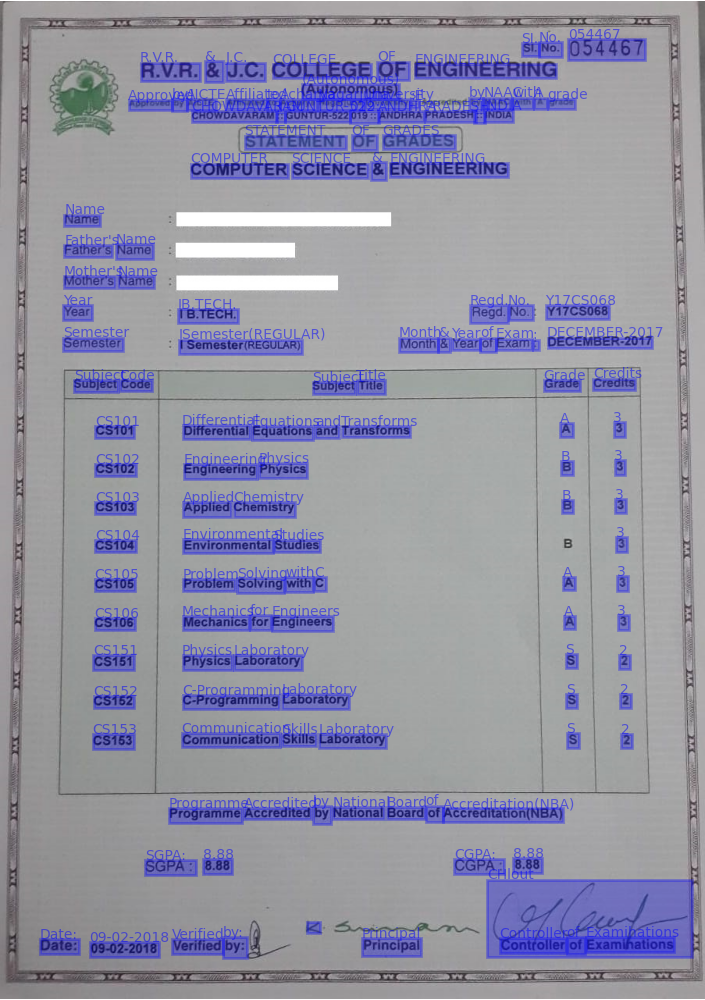 Sl. No. 054467
R.V.R. & J.C. COLLEGE OF ENGINEERING
(Autonomous)
Approved by AICTE Affiliated to by NAAC with A grade
CHOWDAVARAM :: GUNTUR-522 019 :: ANDHRA PRADESH :: INDIA
STATEMENT OF GRADES
COMPUTER SCIENCE & ENGINEERING
Name :
Father's Name :
Mother's Name :
Year : I B.TECH. Regd. No. : Y17CS068
Semester : I Semester (REGULAR) Month & Year of Exam : DECEMBER-2017
Subject Code Subject Title Grade Credits
CS101 Differential Equations and Transforms A 3
CS102 Engineering Physics B 3
CS103 Applied Chemistry B 3
CS104 Environmental Studies B 3
CS105 Problem Solving with C A 3
CS106 Mechanics for Engineers A 3
CS151 Physics Laboratory S 2
CS152 C-Programming Laboratory S 2
CS153 Communication Skills Laboratory S 2
Programme Accredited by National Board of Accreditation(NBA)
SGPA : 8.88 CGPA : 8.88
Date: 09-02-2018 Verified by: Principal Controller of Examinations